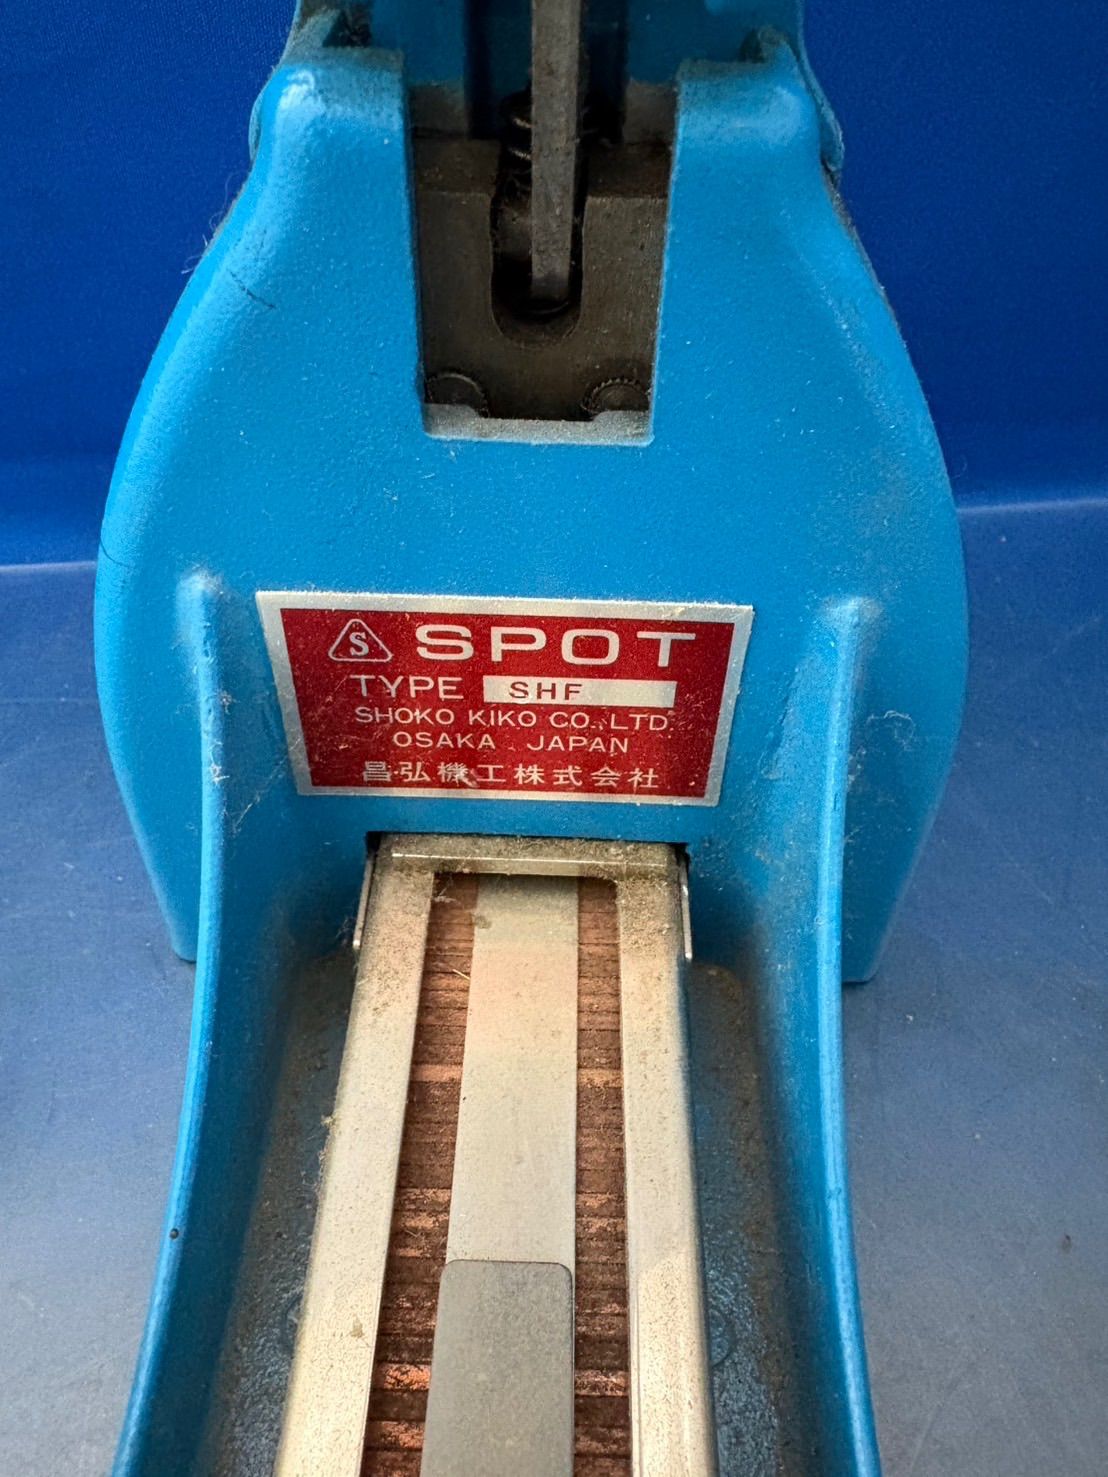 S SPOT
TYPE SHF
SHOKO KIKO CO., LTD.
OSAKA JAPAN
昌弘機工株式会社